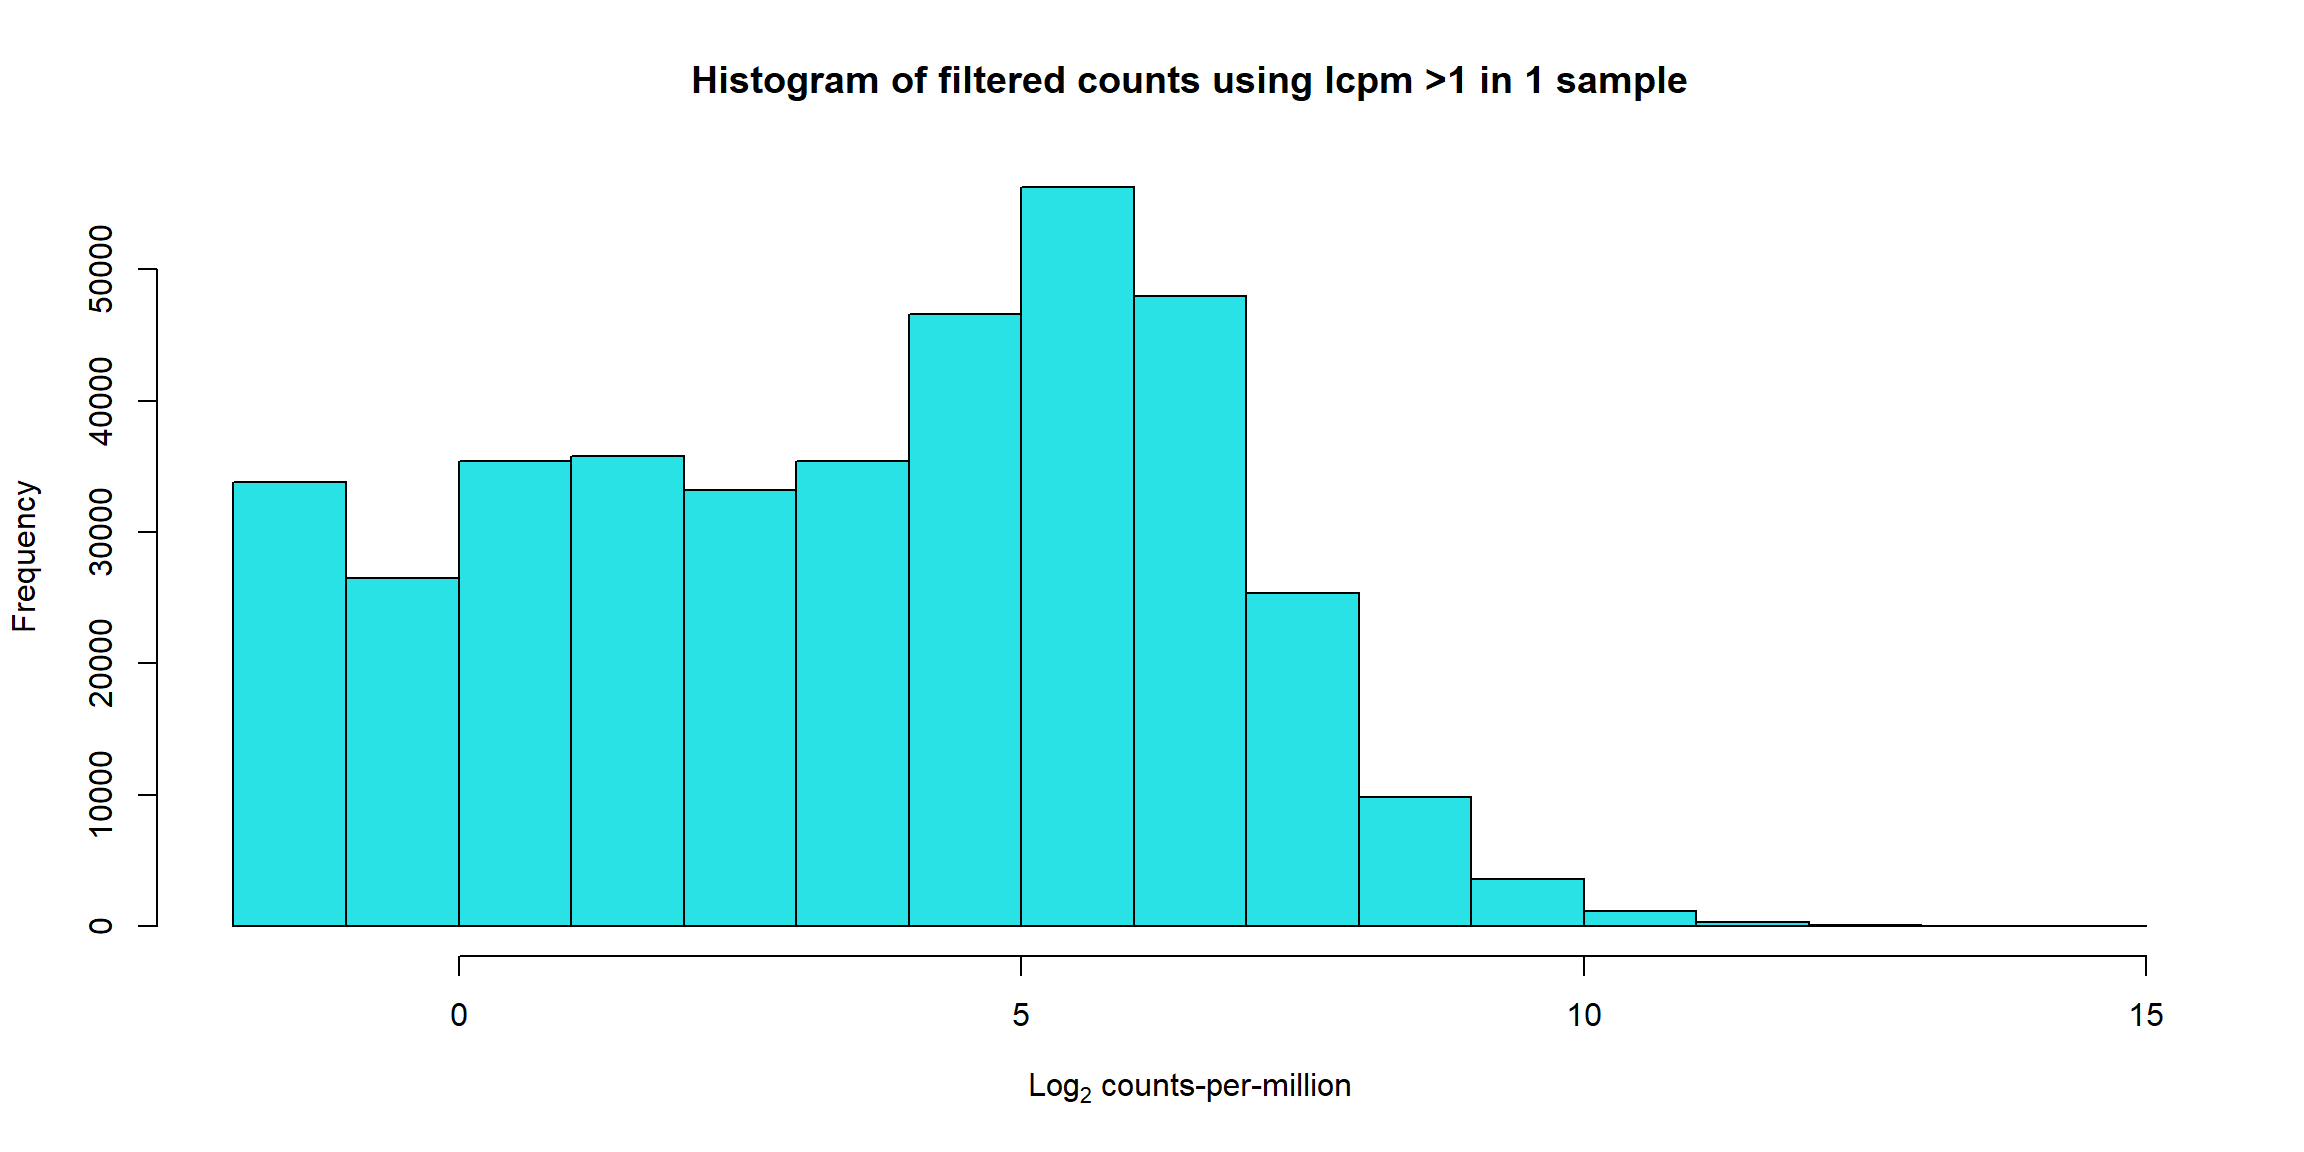 Histogram of filtered counts using lcpm >1 in 1 sample
Frequency
50000
40000
30000
20000
10000
0
0 5 10 15
Log₂ counts-per-million